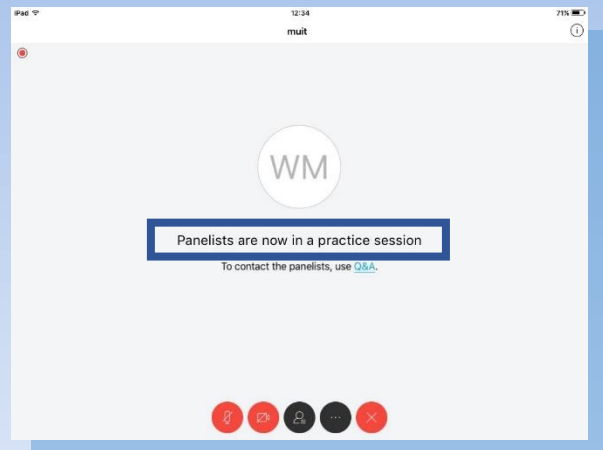 iPad 12:34 71%
muit
WM
Panelists are now in a practice session
To contact the panelists, use Q&A.